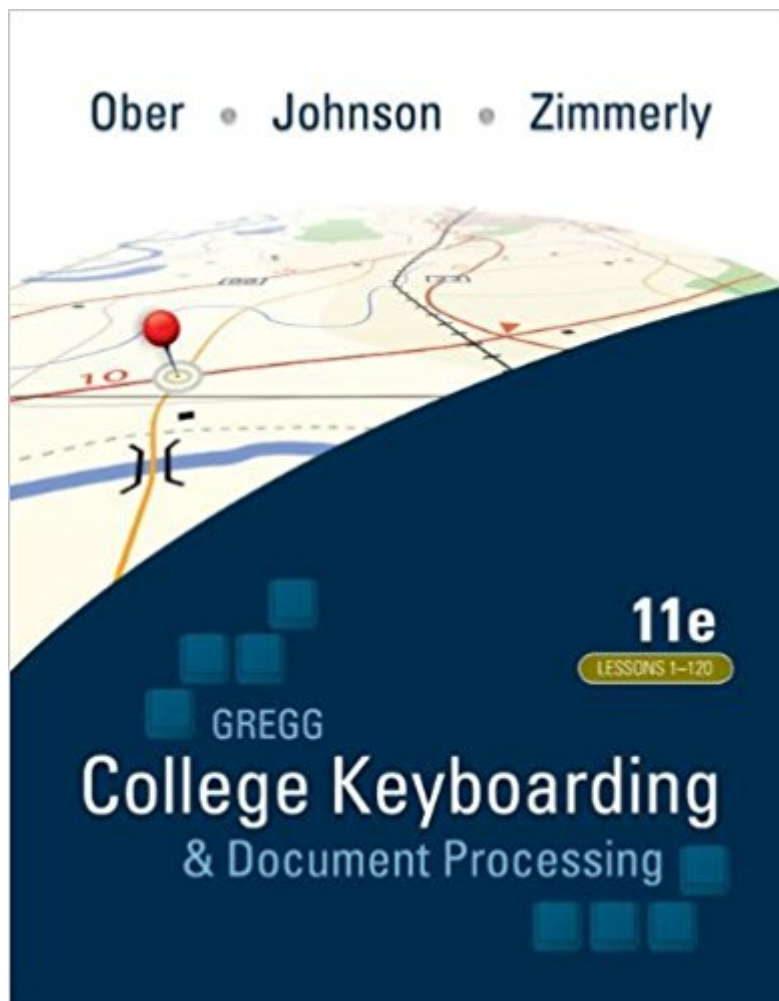 Ober • Johnson • Zimmerly
10
11e
LESSONS 1–120
GREGG
College Keyboarding
& Document Processing